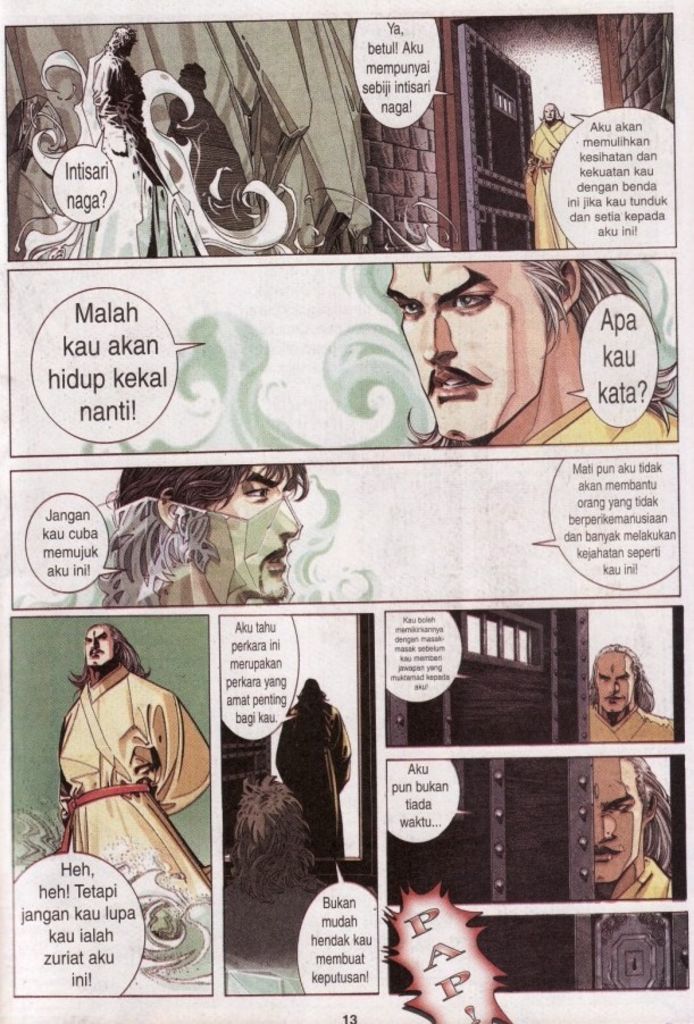 Intisari
naga?
Ya,
betul! Aku
mempunyai
sebiji intisari
naga!
Aku akan
memulihkan
kesihatan dan
kekuatan kau
dengan benda
ini jika kau tunduk
dan setia kepada
aku ini!
Malah
kau akan
hidup kekal
nanti!
Apa
kau
kata?
Jangan
kau cuba
memujuk
aku ini!
Mati pun aku tidak
akan membantu
orang yang tidak
berperikemanusiaan
dan banyak melakukan
kejahatan seperti
kau ini!
Heh,
heh! Tetapi
jangan kau lupa
kau ialah
zuriat aku
ini!
Aku tahu
perkara ini
merupakan
perkara yang
amat penting
bagi kau.
Bukan
mudah
hendak kau
membuat
keputusan!
Kau boleh
memikirkannya
dengan masak-
masak sebelum
kau memberi
jawapan yang
muktamad kepada
aku!
Aku
pun bukan
tiada
waktu...
PAP!
13